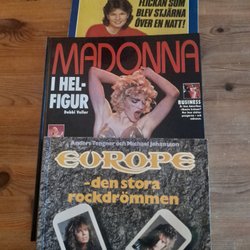 FLICKAN SOM
BLEV STJÄRNA
ÖVER EN NATT!
MADONNA
I HEL-
FIGUR
Debbi Voller
BUSINESS
Anders Tengner och Michael Johansson
EUROPE
-den stora
rockdrömmen